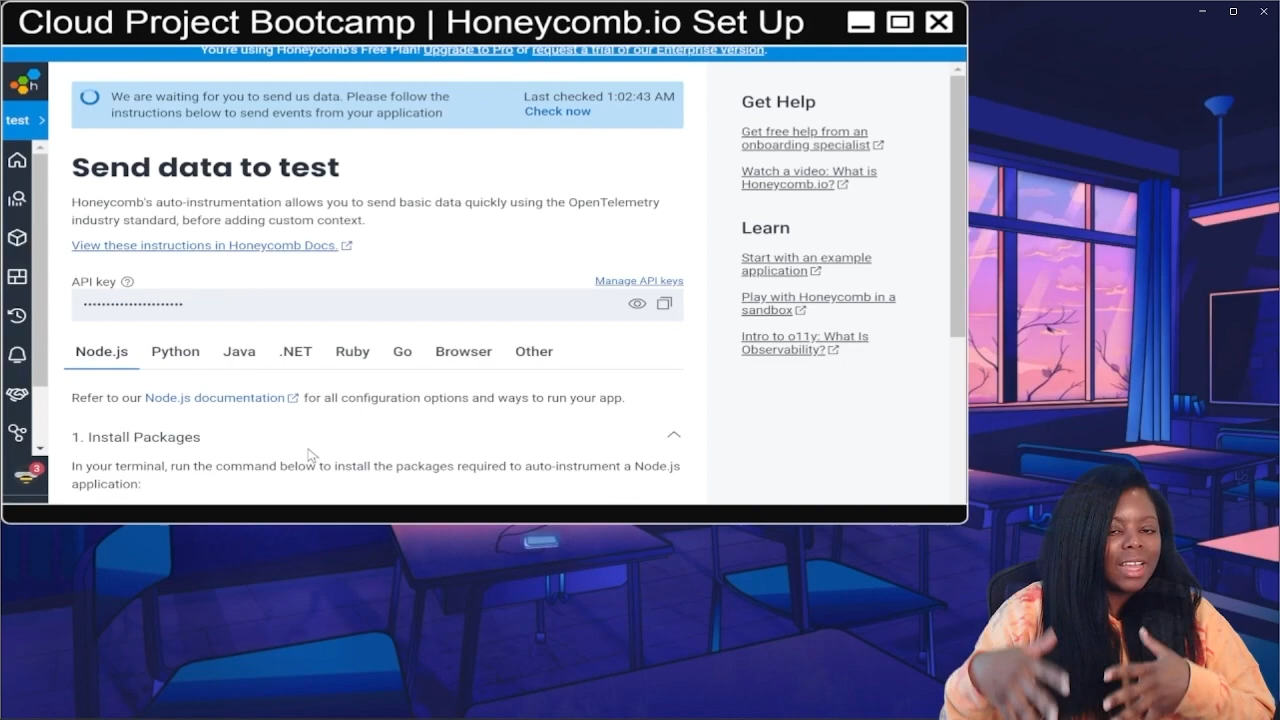 Cloud Project Bootcamp | Honeycomb.io Set Up
You're using Honeycomb's Free Plan! Upgrade to Pro or request a trial of our Enterprise version.
h
test >
We are waiting for you to send us data. Please follow the
instructions below to send events from your application
Last checked 1:02:43 AM
Check now
Send data to test
Honeycomb's auto-instrumentation allows you to send basic data quickly using the OpenTelemetry
industry standard, before adding custom context.
View these instructions in Honeycomb Docs.
API key
Manage API keys
Node.js Python Java .NET Ruby Go Browser Other
Refer to our Node.js documentation for all configuration options and ways to run your app.
1. Install Packages
In your terminal, run the command below to install the packages required to auto-instrument a Node.js
application:
3
Get Help
Get free help from an
onboarding specialist
Watch a video: What is
Honeycomb.io?
Learn
Start with an example
application
Play with Honeycomb in a
sandbox
Intro to o11y: What Is
Observability?